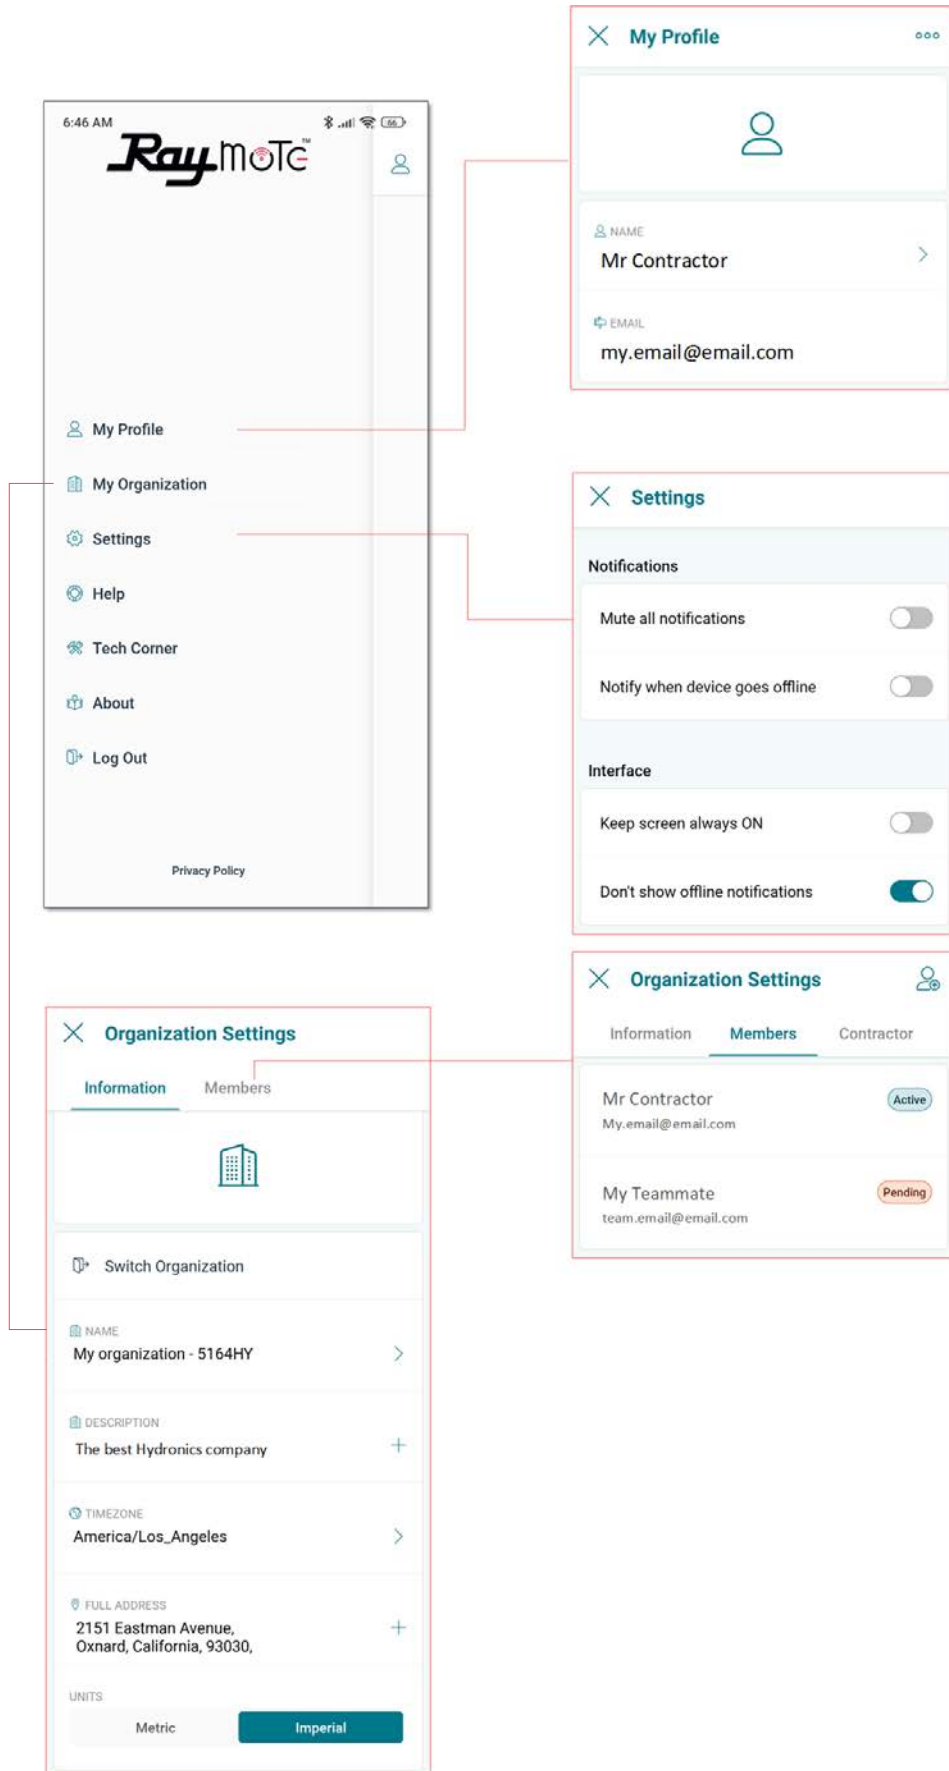 6:46 AM
66
RayMoTe™
My Profile
My Organization
Settings
Help
Tech Corner
About
Log Out
Privacy Policy
My Profile
NAME
Mr Contractor
EMAIL
my.email@email.com
Settings
Notifications
Mute all notifications
Notify when device goes offline
Interface
Keep screen always ON
Don't show offline notifications
Organization Settings
Information Members Contractor
Mr Contractor Active
My.email@email.com
My Teammate Pending
team.email@email.com
Organization Settings
Information Members
Switch Organization
NAME
My organization - 5164HY
DESCRIPTION
The best Hydronics company
TIMEZONE
America/Los_Angeles
FULL ADDRESS
2151 Eastman Avenue,
Oxnard, California, 93030,
UNITS
Metric Imperial